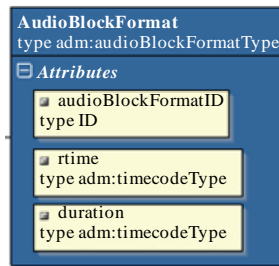 AudioBlockFormat
type adm:audioBlockFormatType
Attributes
audioBlockFormatID
type ID
rtime
type adm:timecodeType
duration
type adm:timecodeType